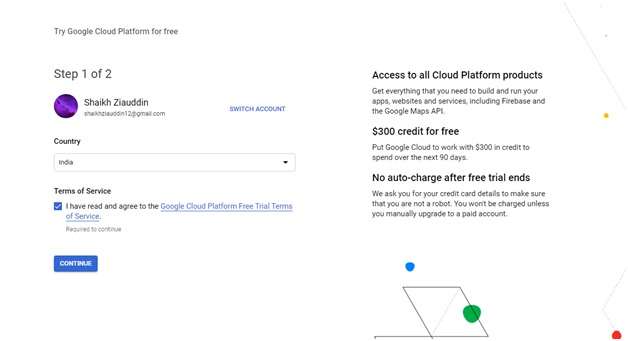 Try Google Cloud Platform for free
Step 1 of 2
Shaikh Ziauddin
shaikhziauddin12@gmail.com
SWITCH ACCOUNT
Country
India
Terms of Service
I have read and agree to the Google Cloud Platform Free Trial Terms
of Service.
Required to continue
CONTINUE
Access to all Cloud Platform products
Get everything that you need to build and run your
apps, websites and services, including Firebase and
the Google Maps API.
$300 credit for free
Put Google Cloud to work with $300 in credit to
spend over the next 90 days.
No auto-charge after free trial ends
We ask you for your credit card details to make sure
that you are not a robot. You won't be charged unless
you manually upgrade to a paid account.